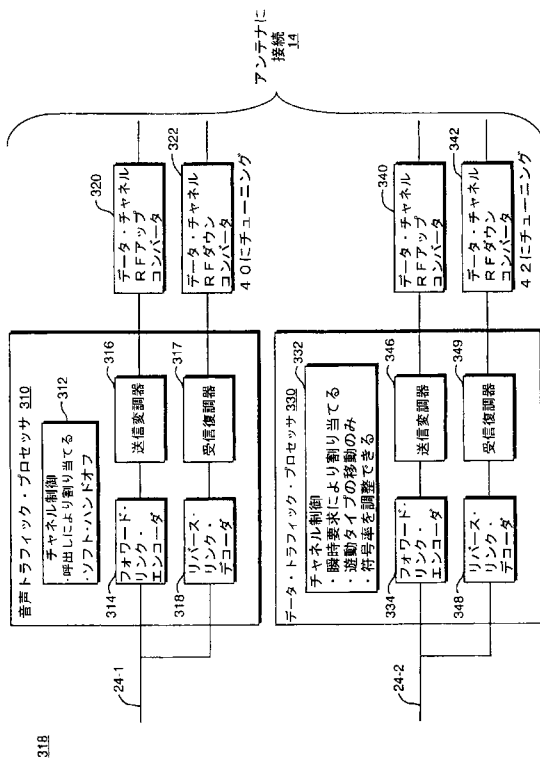 318
音声トラフィック・プロセッサ 310
312
チャネル制御
・呼出しにより割り当てる
・ソフト・ハンドオフ
314
フォワード・
リンク・
エンコーダ
316
送信変調器
318
リバース・
リンク・
デコーダ
317
受信復調器
24-1
320
データ・チャネル
RFアップ
コンバータ
322
データ・チャネル
RFダウン
コンバータ
40にチューニング
データ・トラフィック・プロセッサ 330
332
チャネル制御
・瞬時要求により割り当てる
・遊動タイプの移動のみ
・符号率を調整できる
334
フォワード・
リンク・
エンコーダ
346
送信変調器
348
リバース・
リンク・
デコーダ
349
受信復調器
24-2
340
データ・チャネル
RFアップ
コンバータ
342
データ・チャネル
RFダウン
コンバータ
42にチューニング
アンテナに
接続
14